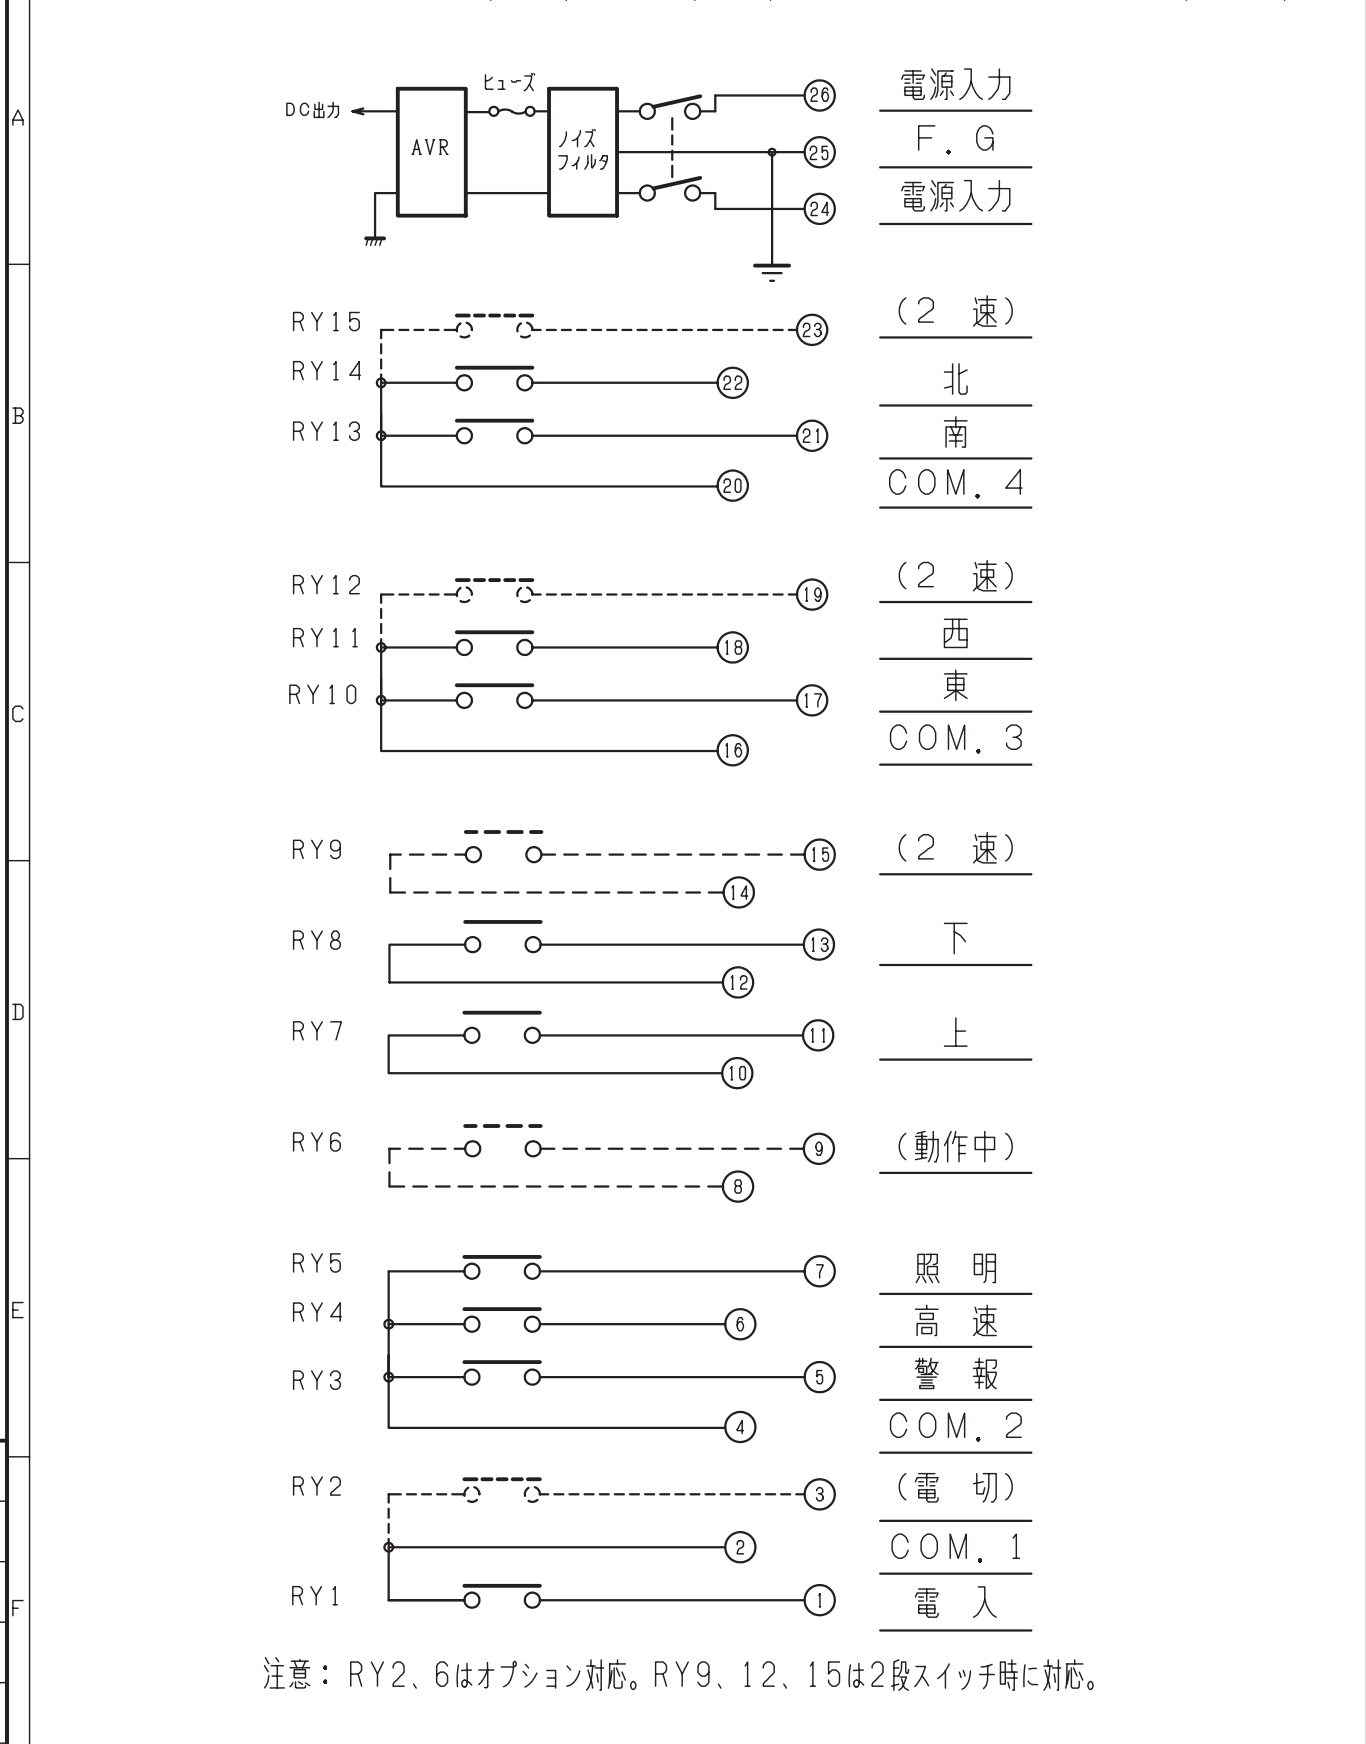 A
B
C
D
E
F
DC出力
AVR
ヒューズ
ノイズ
フィルタ
26 電源入力
25 F.G
24 電源入力
RY15 23 (2 速)
RY14 22 北
RY13 21 南
20 COM.4
RY12 19 (2 速)
RY11 18 西
RY10 17 東
16 COM.3
RY9 15 (2 速)
14
RY8 13 下
12
RY7 11 上
10
RY6 9 (動作中)
8
RY5 7 照 明
RY4 6 高 速
RY3 5 警 報
4 COM.2
RY2 3 (電 切)
2 COM.1
RY1 1 電 入
注意：RY2、6はオプション対応。RY9、12、15は2段スイッチ時に対応。